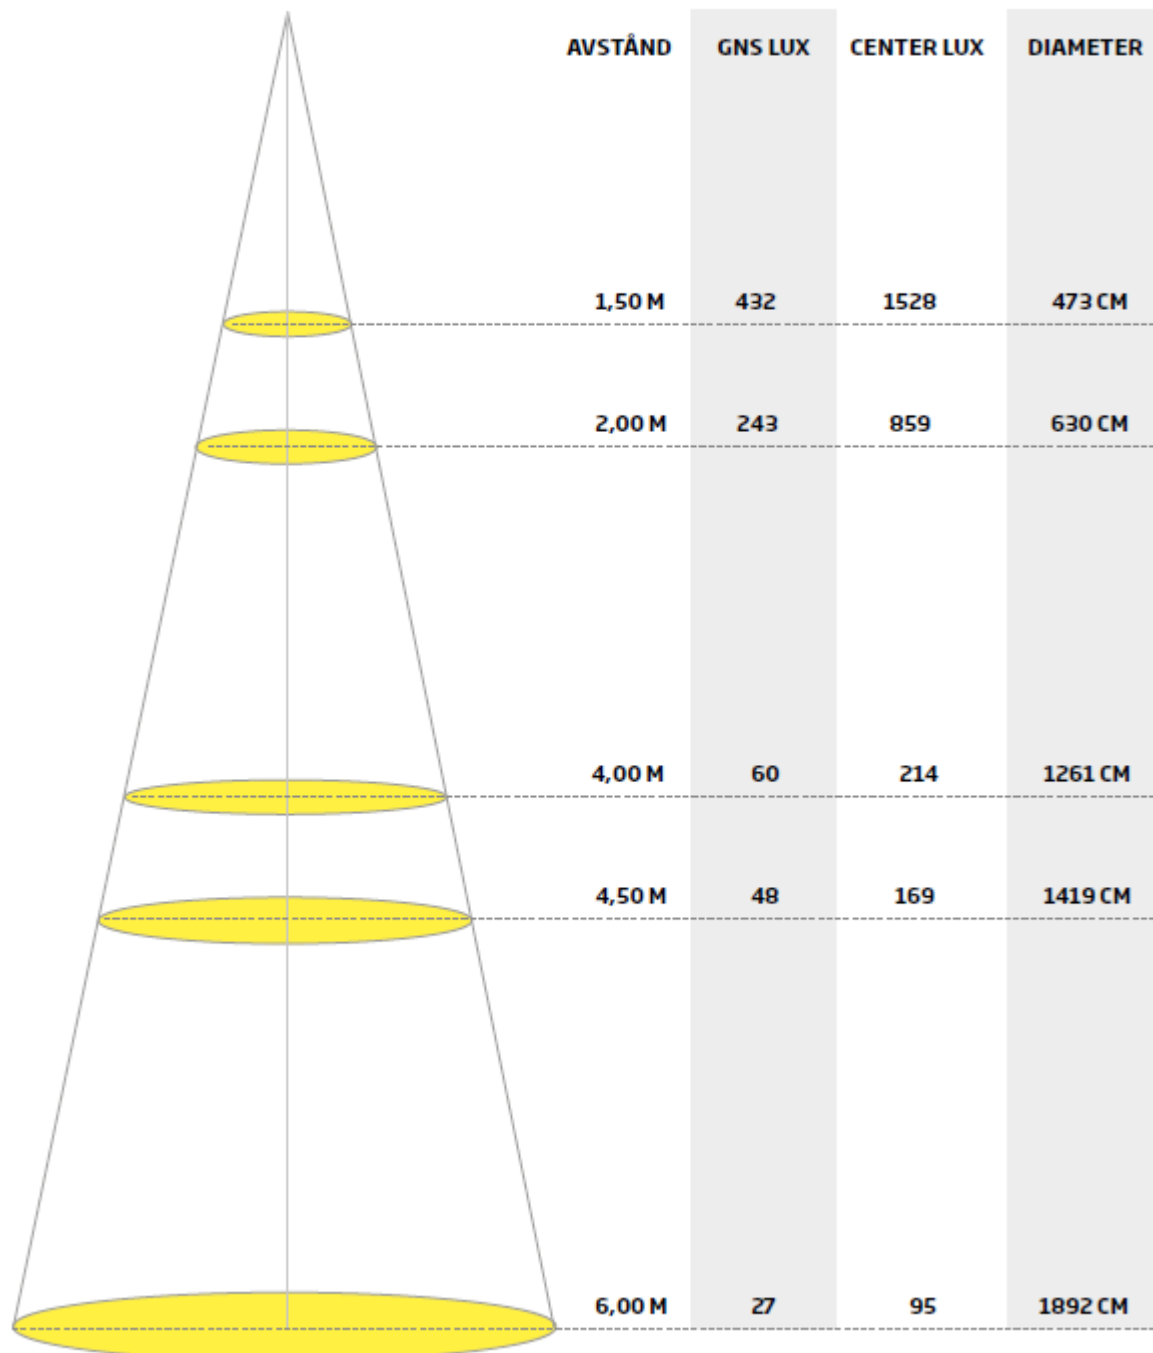 AVSTÅND GNS LUX CENTER LUX DIAMETER
1,50 M 432 1528 473 CM
2,00 M 243 859 630 CM
4,00 M 60 214 1261 CM
4,50 M 48 169 1419 CM
6,00 M 27 95 1892 CM